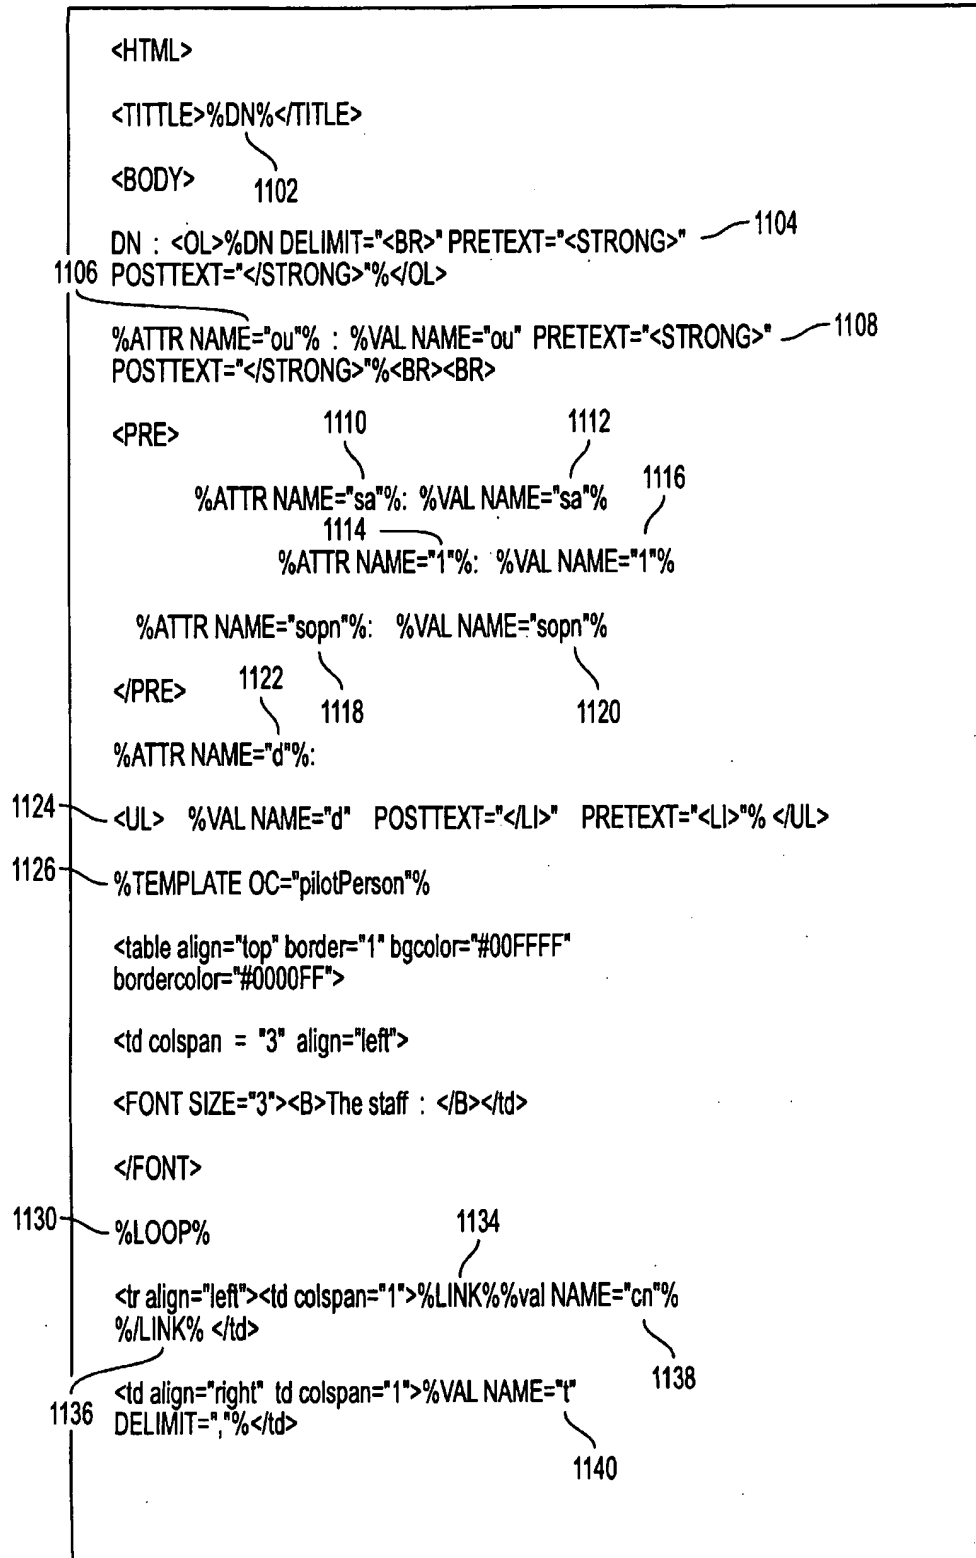 <HTML>
<TITTLE>%DN%</TITLE>
1102
<BODY>
DN : <OL>%DN DELIMIT="<BR>" PRETEXT="<STRONG>" 1104
1106 POSTTEXT="</STRONG>"%</OL>
%ATTR NAME="ou"% : %VAL NAME="ou" PRETEXT="<STRONG>" 1108
POSTTEXT="</STRONG>"%<BR><BR>
<PRE> 1110 1112
%ATTR NAME="sa"%: %VAL NAME="sa"% 1116
1114
%ATTR NAME="1"%: %VAL NAME="1"%
%ATTR NAME="sopn"%: %VAL NAME="sopn"%
</PRE> 1122 1118 1120
%ATTR NAME="d"%:
1124 <UL> %VAL NAME="d" POSTTEXT="</LI>" PRETEXT="<LI>"% </UL>
1126 %TEMPLATE OC="pilotPerson"%
<table align="top" border="1" bgcolor="#00FFFF"
bordercolor="#0000FF">
<td colspan = "3" align="left">
<FONT SIZE="3"><B>The staff : </B></td>
</FONT>
1130 %LOOP% 1134
<tr align="left"><td colspan="1">%LINK%%val NAME="cn"%
%/LINK% </td>
1138
<td align="right" td colspan="1">%VAL NAME="t"
1136 DELIMIT=","%</td>
1140